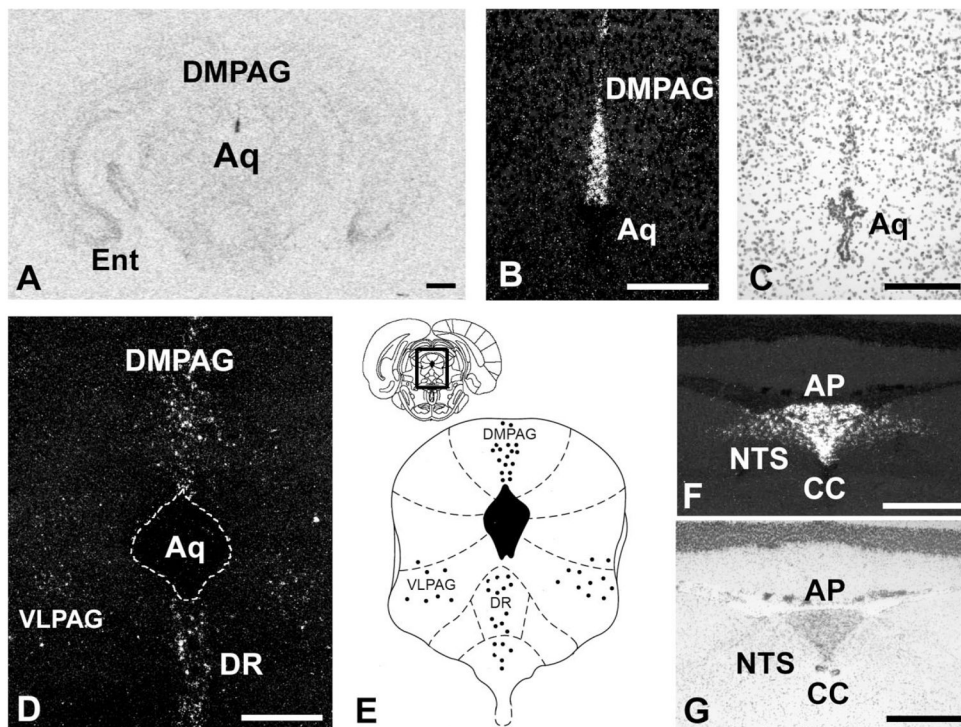 DMPAG
Aq
Ent
A
DMPAG
Aq
B
Aq
C
DMPAG
Aq
VLPAG
DR
D
DMPAG
VLPAG
DR
E
AP
NTS
CC
F
AP
NTS
CC
G